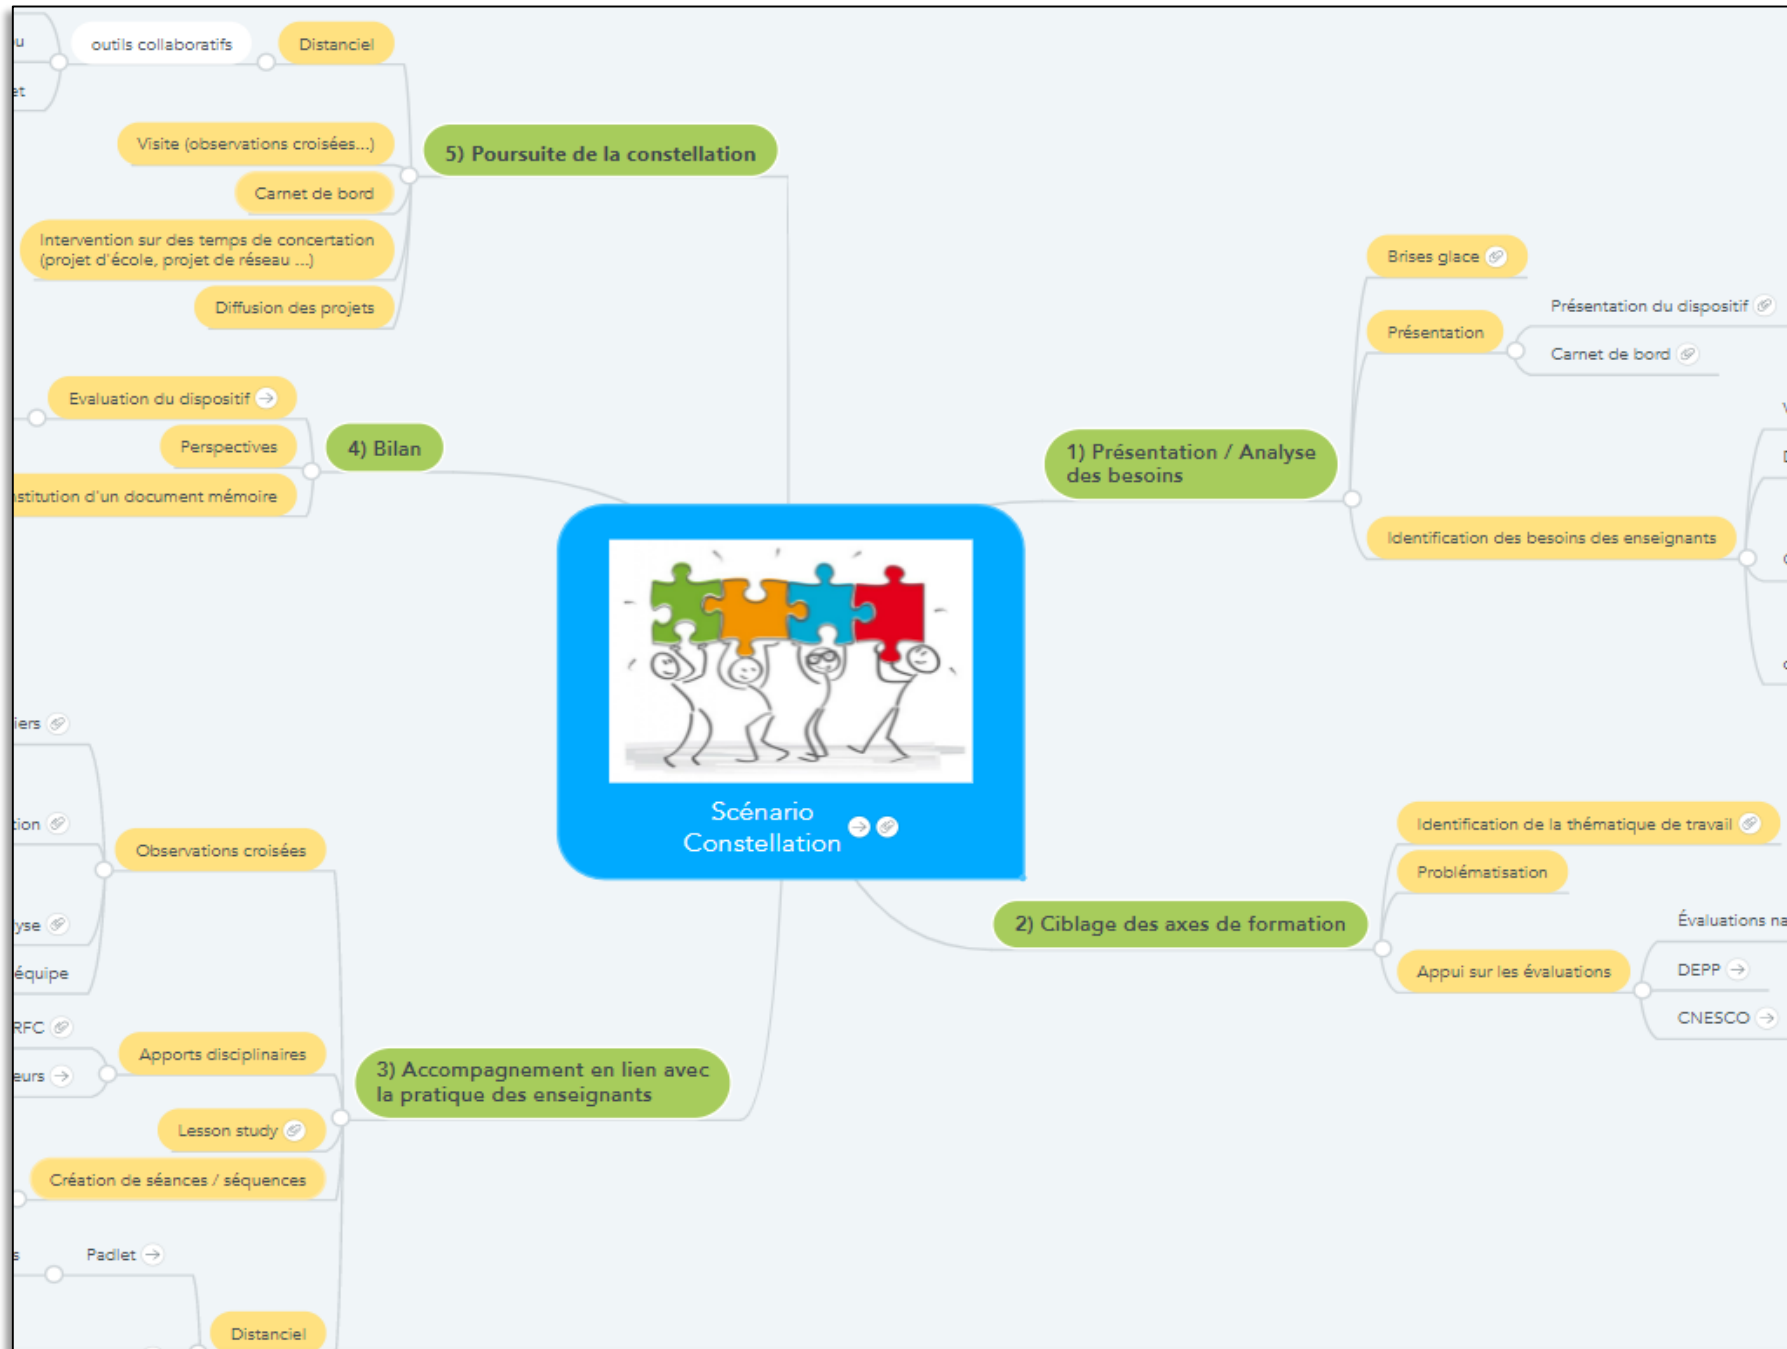 outils collaboratifs
Distanciel
Visite (observations croisées...)
Carnet de bord
Intervention sur des temps de concertation
(projet d'école, projet de réseau ...)
Diffusion des projets
5) Poursuite de la constellation
Evaluation du dispositif
Perspectives
d'un document mémoire
4) Bilan
Brises glace
Présentation
Présentation du dispositif
Carnet de bord
1) Présentation / Analyse
des besoins
Identification des besoins des enseignants
Scénario
Constellation
Identification de la thématique de travail
Problématisation
2) Ciblage des axes de formation
Appui sur les évaluations
Évaluations
DEPP
CNESCO
équipe
Observations croisées
RFC
Apports disciplinaires
3) Accompagnement en lien avec
la pratique des enseignants
Lesson study
Création de séances / séquences
Padlet
Distanciel